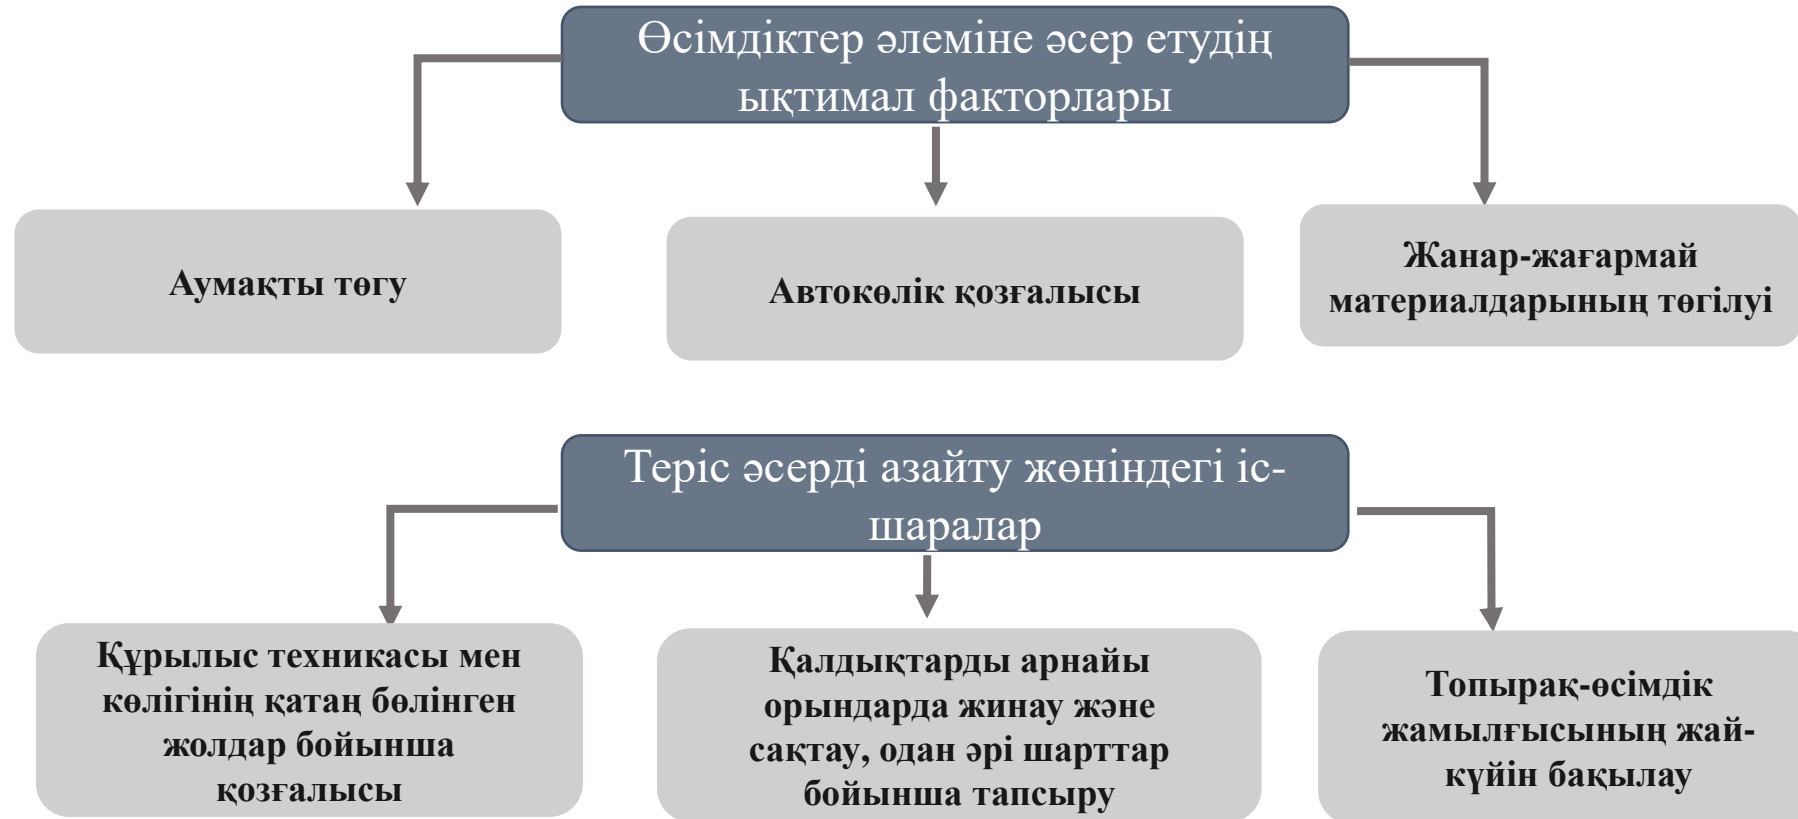 Өсімдіктер әлеміне әсер етудің
ықтимал факторлары
Аумақты төгу
Автокөлік қозғалысы
Жанар-жағармай
материалдарының төгілуі
Теріс әсерді азайту жөніндегі іс-
шаралар
Құрылыс техникасы мен
көлігінің қатаң бөлінген
жолдар бойынша
қозғалысы
Қалдықтарды арнайы
орындарда жинау және
сақтау, одан әрі шарттар
бойынша тапсыру
Топырақ-өсімдік
жамылғысының жай-
күйін бақылау